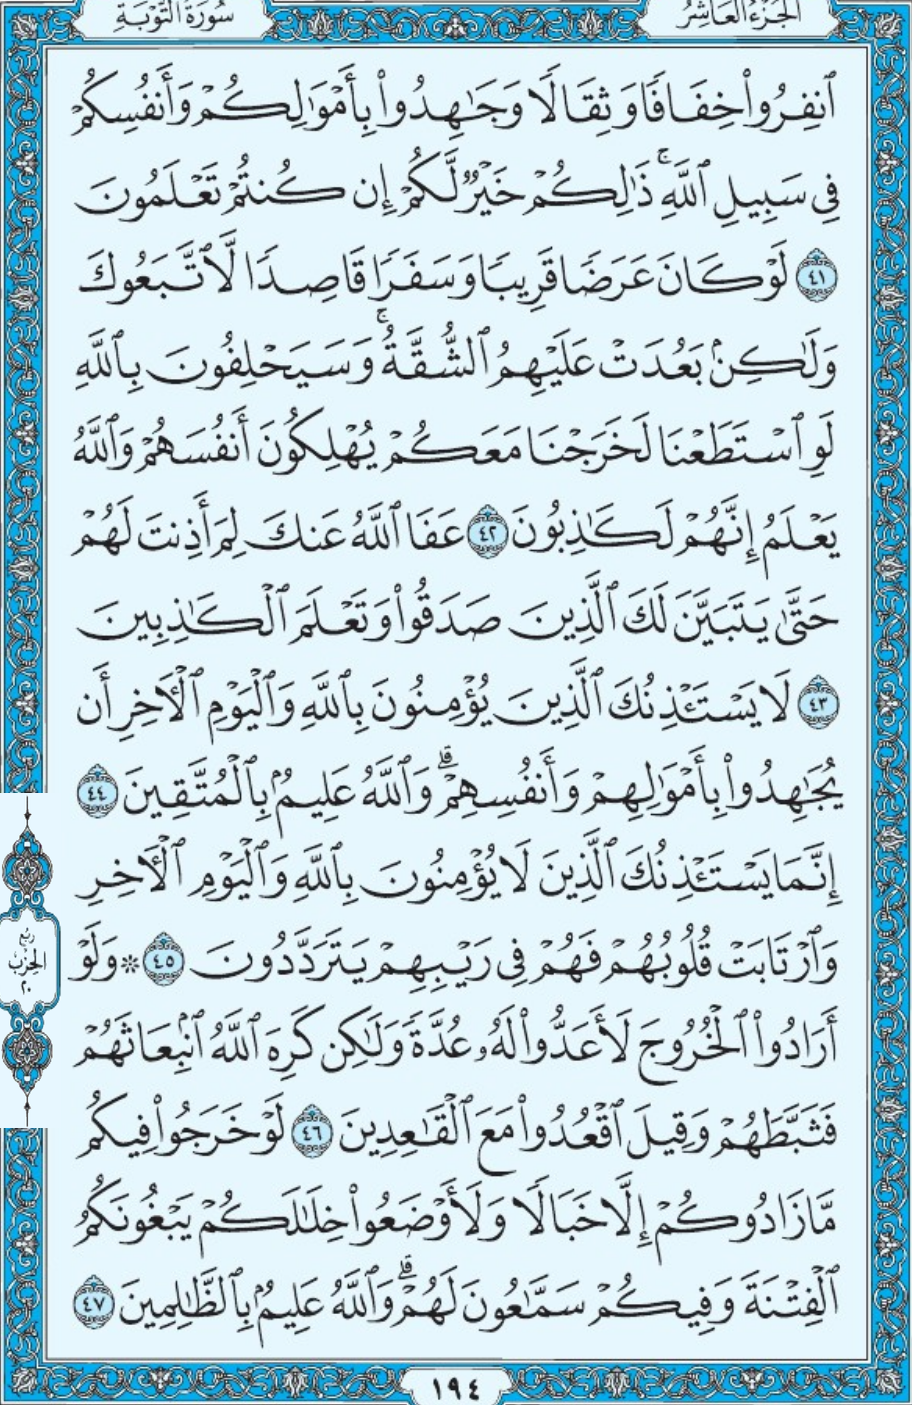 الجزء العاشر
سورة التوبة
ٱنفِرُوا۟ خِفَافًا وَثِقَالًا وَجَـٰهِدُوا۟ بِأَمْوَٰلِكُمْ وَأَنفُسِكُمْ
فِى سَبِيلِ ٱللَّهِ ۚ ذَٰلِكُمْ خَيْرٌ لَّكُمْ إِن كُنتُمْ تَعْلَمُونَ
٤١ لَوْ كَانَ عَرَضًا قَرِيبًا وَسَفَرًا قَاصِدًا لَّٱتَّبَعُوكَ
وَلَـٰكِنۢ بَعُدَتْ عَلَيْهِمُ ٱلشُّقَّةُ ۚ وَسَيَحْلِفُونَ بِٱللَّهِ
لَوِ ٱسْتَطَعْنَا لَخَرَجْنَا مَعَكُمْ يُهْلِكُونَ أَنفُسَهُمْ وَٱللَّهُ
يَعْلَمُ إِنَّهُمْ لَكَـٰذِبُونَ ٤٢ عَفَا ٱللَّهُ عَنكَ لِمَ أَذِنتَ لَهُمْ
حَتَّىٰ يَتَبَيَّنَ لَكَ ٱلَّذِينَ صَدَقُوا۟ وَتَعْلَمَ ٱلْكَـٰذِبِينَ
٤٣ لَا يَسْتَـْٔذِنُكَ ٱلَّذِينَ يُؤْمِنُونَ بِٱللَّهِ وَٱلْيَوْمِ ٱلْـَٔاخِرِ أَن
يُجَـٰهِدُوا۟ بِأَمْوَٰلِهِمْ وَأَنفُسِهِمْ ۗ وَٱللَّهُ عَلِيمٌۢ بِٱلْمُتَّقِينَ ٤٤
إِنَّمَا يَسْتَـْٔذِنُكَ ٱلَّذِينَ لَا يُؤْمِنُونَ بِٱللَّهِ وَٱلْيَوْمِ ٱلْـَٔاخِرِ
وَٱرْتَابَتْ قُلُوبُهُمْ فَهُمْ فِى رَيْبِهِمْ يَتَرَدَّدُونَ ٤٥ * وَلَوْ
أَرَادُوا۟ ٱلْخُرُوجَ لَأَعَدُّوا۟ لَهُۥ عُدَّةً وَلَـٰكِن كَرِهَ ٱللَّهُ ٱنۢبِعَاثَهُمْ
فَثَبَّطَهُمْ وَقِيلَ ٱقْعُدُوا۟ مَعَ ٱلْقَـٰعِدِينَ ٤٦ لَوْ خَرَجُوا۟ فِيكُم
مَّا زَادُوكُمْ إِلَّا خَبَالًا وَلَأَوْضَعُوا۟ خِلَـٰلَكُمْ يَبْغُونَكُمُ
ٱلْفِتْنَةَ وَفِيكُمْ سَمَّـٰعُونَ لَهُمْ ۗ وَٱللَّهُ عَلِيمٌۢ بِٱلظَّـٰلِمِينَ ٤٧
ربع
الحزب
٢٠
١٩٤